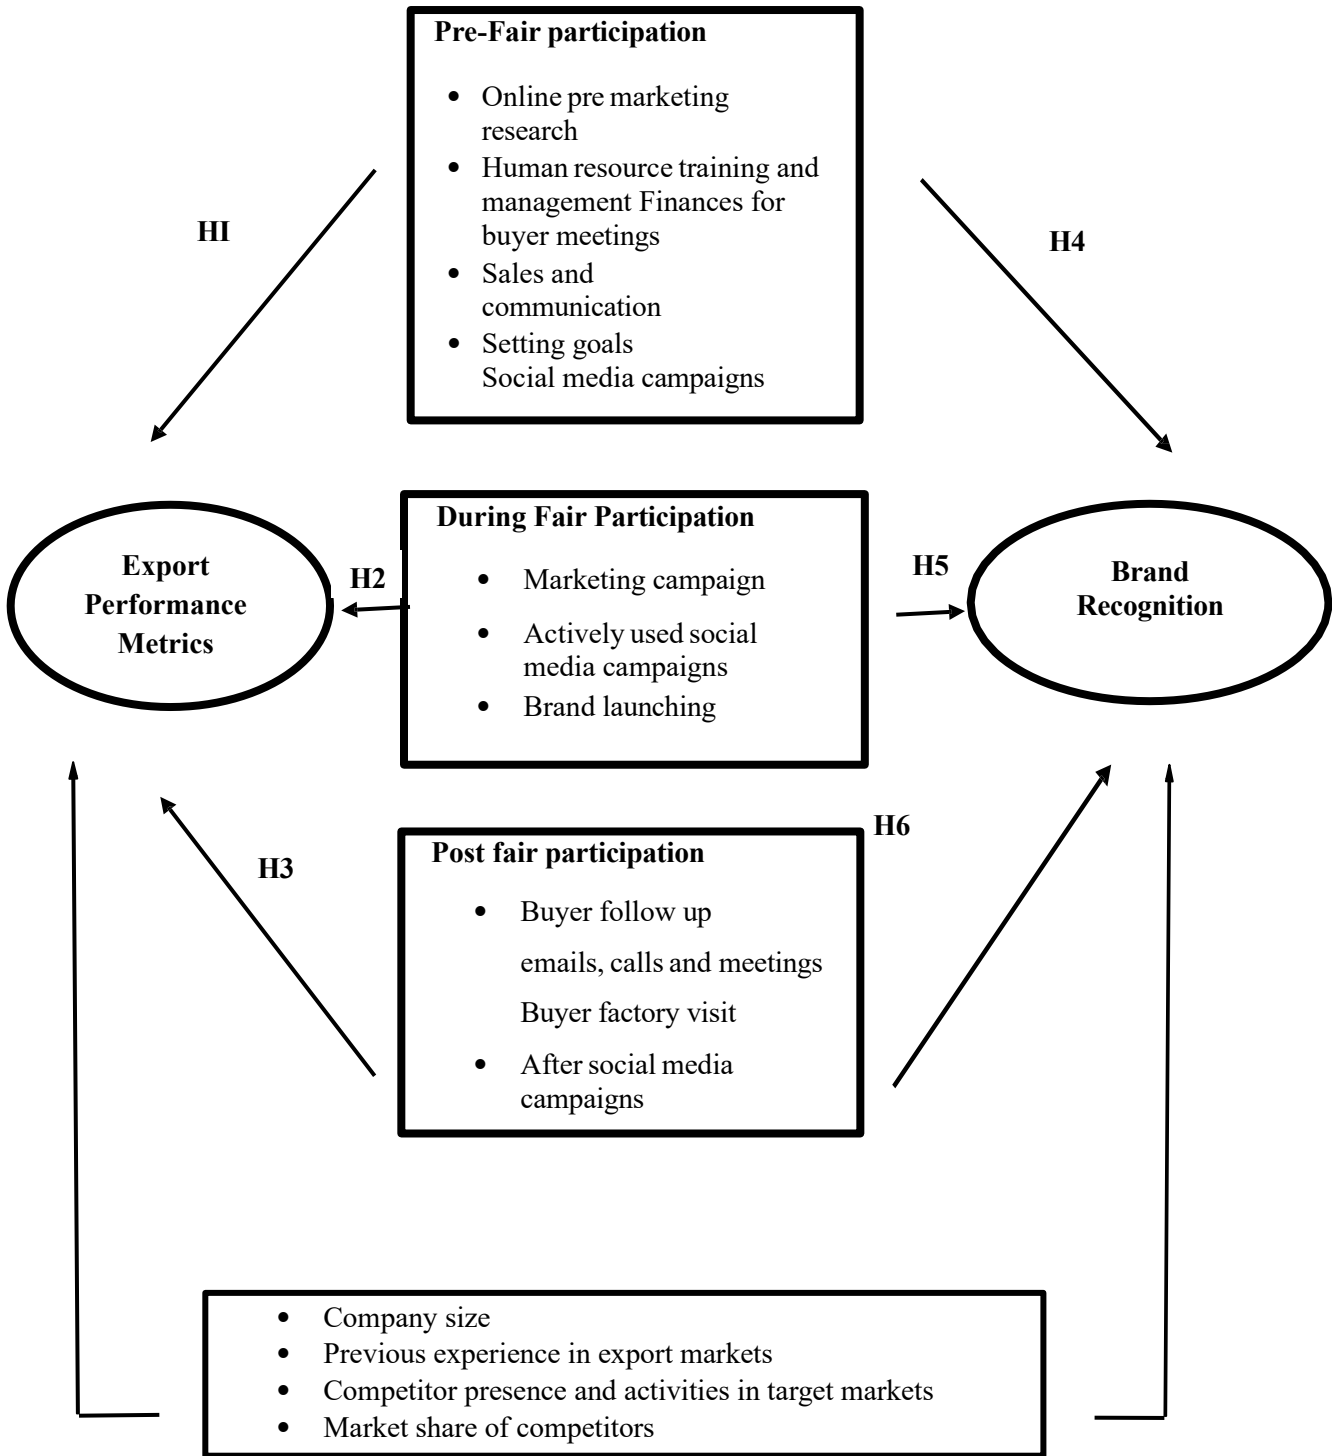 Pre-Fair participation
• Online pre marketing
research
• Human resource training and
management Finances for
buyer meetings
• Sales and
communication
• Setting goals
Social media campaigns
HI
H4
During Fair Participation
• Marketing campaign
• Actively used social
media campaigns
• Brand launching
Export
Performance
Metrics
H2
H5
Brand
Recognition
Post fair participation
• Buyer follow up
emails, calls and meetings
Buyer factory visit
• After social media
campaigns
H3
H6
• Company size
• Previous experience in export markets
• Competitor presence and activities in target markets
• Market share of competitors